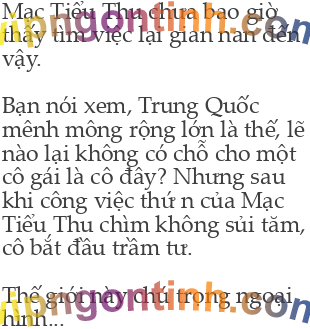 Mạc Tiểu Thu chưa bao giờ
thấy tìm việc lại gian nan đến
vậy.
Bạn nói xem, Trung Quốc
mênh mông rộng lớn là thế, lẽ
nào lại không có chỗ cho một
cô gái là cô đây? Nhưng sau
khi công việc thứ n của Mạc
Tiểu Thu chìm không sủi tăm,
cô bắt đầu trầm tư.
Thế giới này chú trọng ngoại
hình...